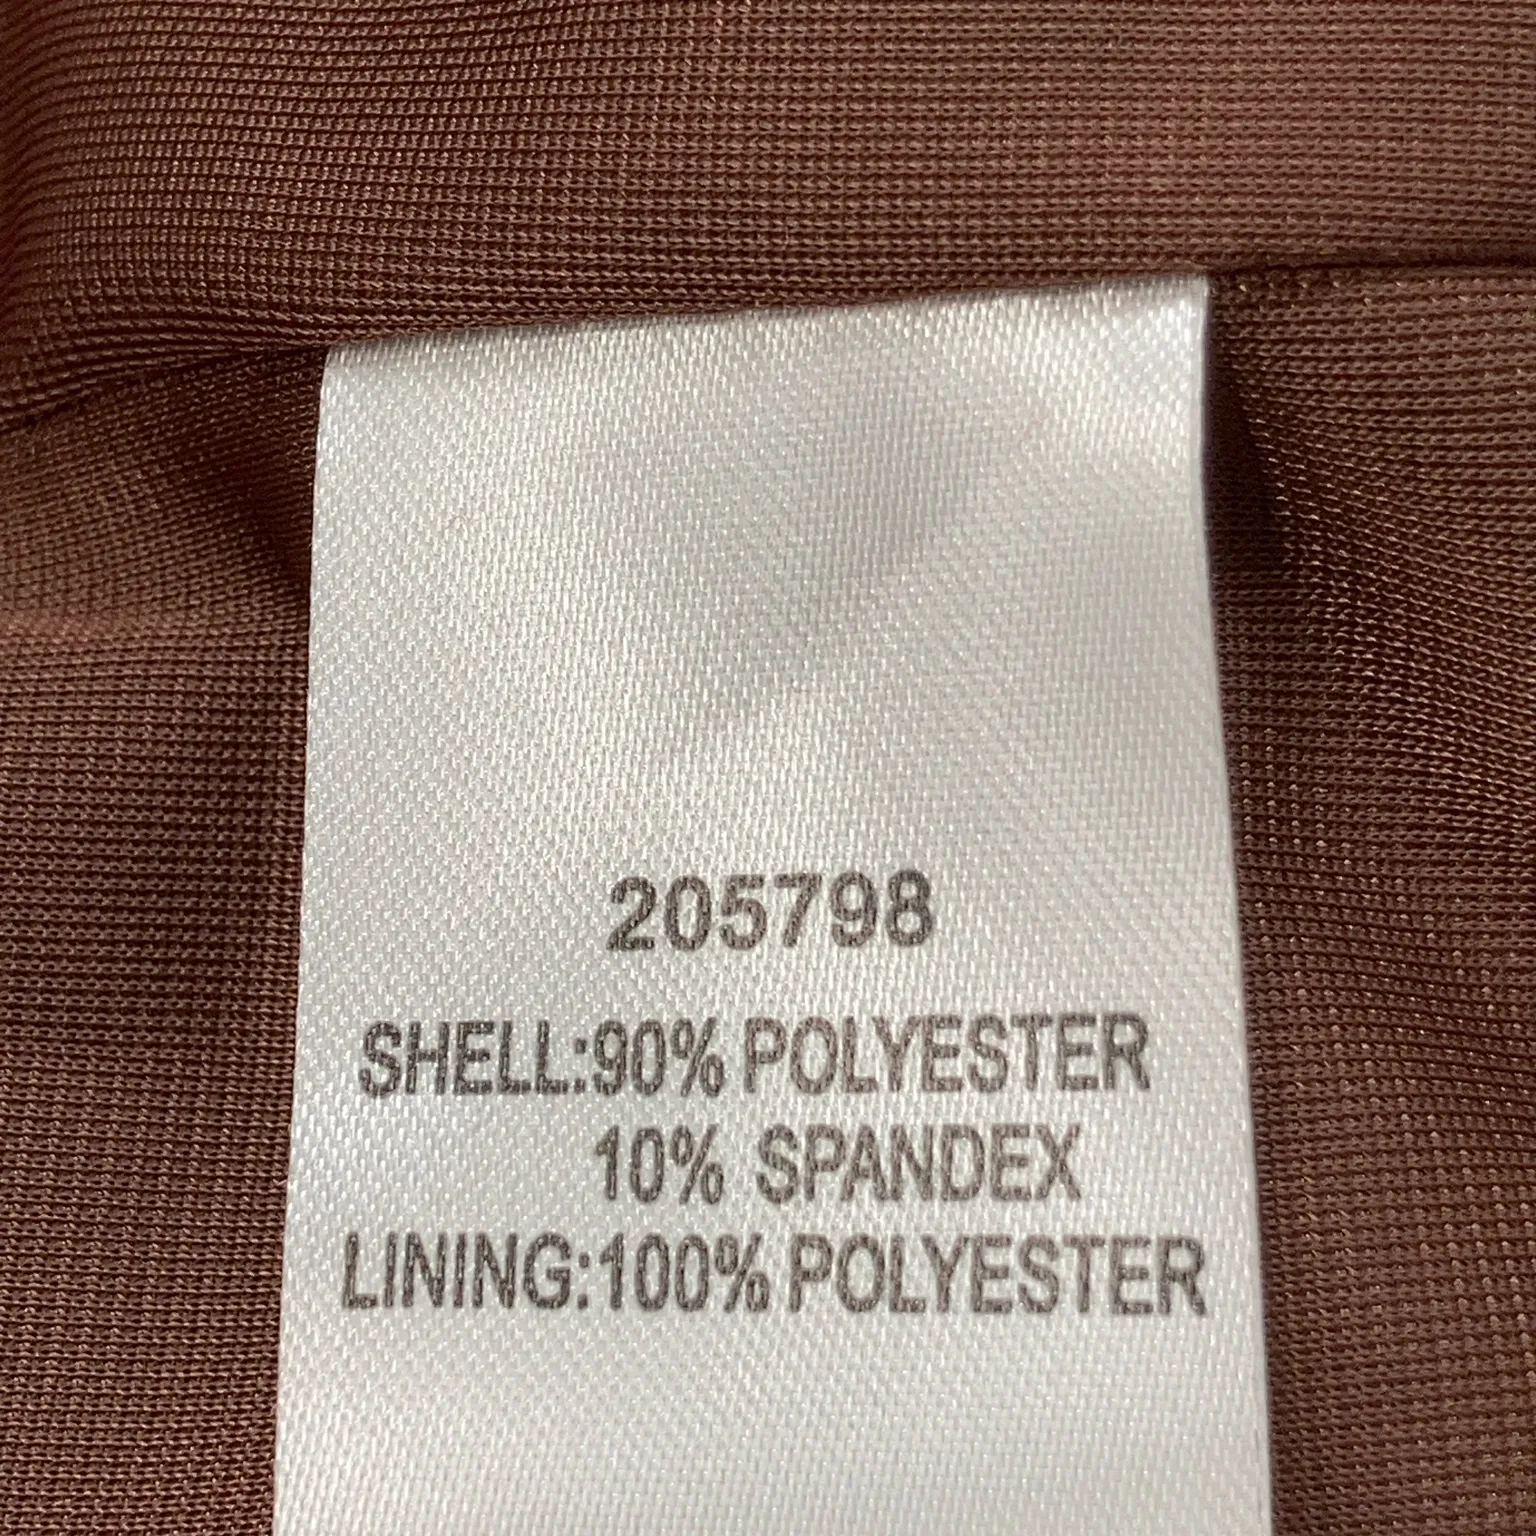 205798
SHELL:90% POLYESTER
10% SPANDEX
LINING:100% POLYESTER